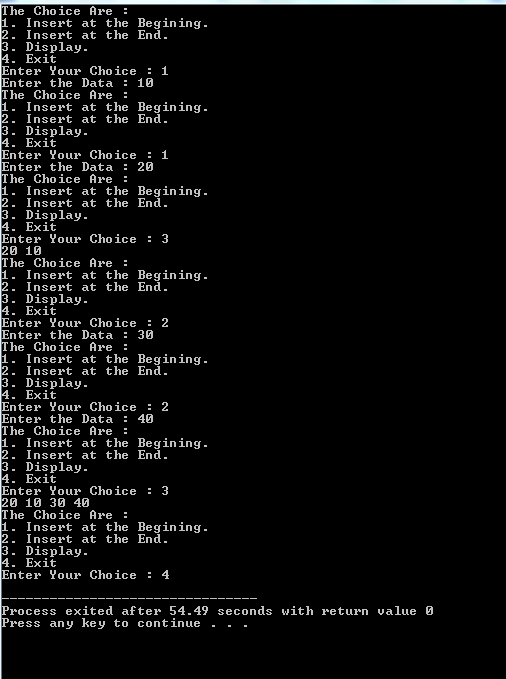 The Choice Are :
1. Insert at the Begining.
2. Insert at the End.
3. Display.
4. Exit
Enter Your Choice : 1
Enter the Data : 10
The Choice Are :
1. Insert at the Begining.
2. Insert at the End.
3. Display.
4. Exit
Enter Your Choice : 1
Enter the Data : 20
The Choice Are :
1. Insert at the Begining.
2. Insert at the End.
3. Display.
4. Exit
Enter Your Choice : 3
20 10
The Choice Are :
1. Insert at the Begining.
2. Insert at the End.
3. Display.
4. Exit
Enter Your Choice : 2
Enter the Data : 30
The Choice Are :
1. Insert at the Begining.
2. Insert at the End.
3. Display.
4. Exit
Enter Your Choice : 2
Enter the Data : 40
The Choice Are :
1. Insert at the Begining.
2. Insert at the End.
3. Display.
4. Exit
Enter Your Choice : 3
20 10 30 40
The Choice Are :
1. Insert at the Begining.
2. Insert at the End.
3. Display.
4. Exit
Enter Your Choice : 4
--------------------------------
Process exited after 54.49 seconds with return value 0
Press any key to continue . . .